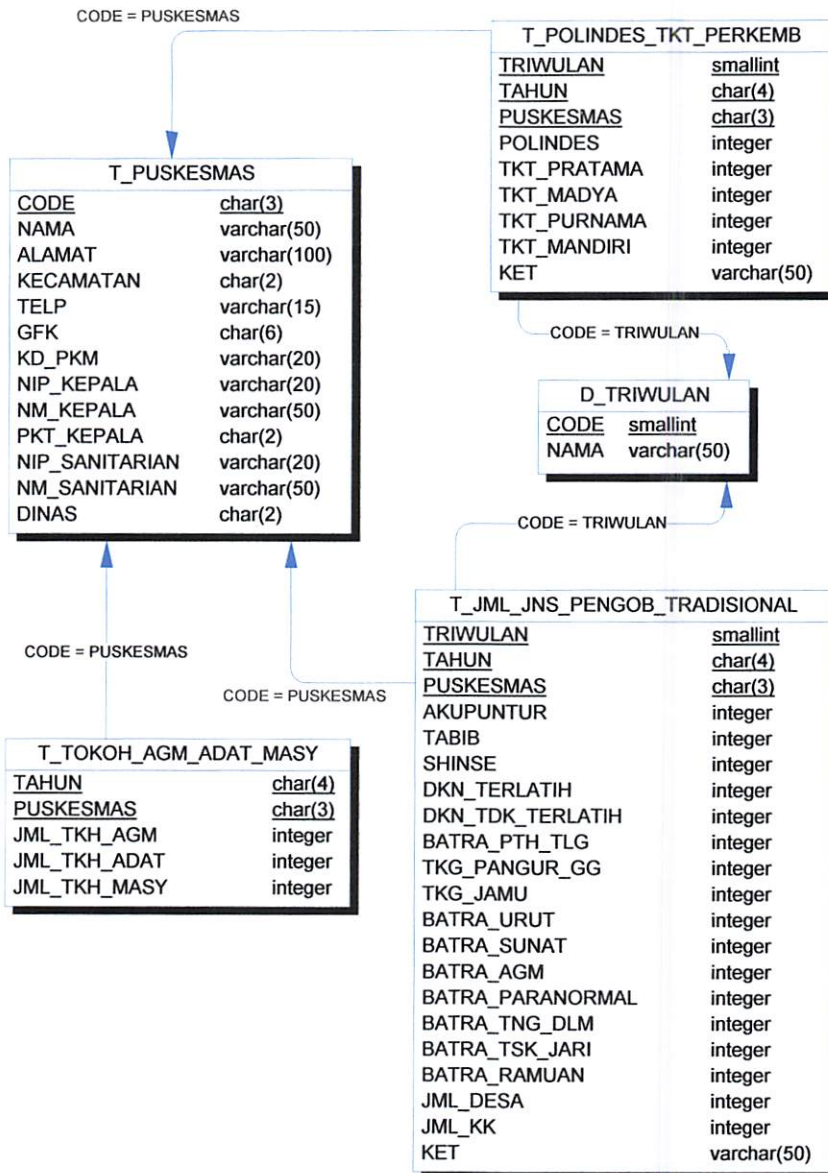 CODE = PUSKESMAS
T_POLINDES_TKT_PERKEMB
TRIWULAN smallint
TAHUN char(4)
PUSKESMAS char(3)
POLINDES integer
TKT_PRATAMA integer
TKT_MADYA integer
TKT_PURNAMA integer
TKT_MANDIRI integer
KET varchar(50)
T_PUSKESMAS
CODE char(3)
NAMA varchar(50)
ALAMAT varchar(100)
KECAMATAN char(2)
TELP varchar(15)
GFK char(6)
KD_PKM varchar(20)
NIP_KEPALA varchar(20)
NM_KEPALA varchar(50)
PKT_KEPALA char(2)
NIP_SANITARIAN varchar(20)
NM_SANITARIAN varchar(50)
DINAS char(2)
CODE = TRIWULAN
D_TRIWULAN
CODE smallint
NAMA varchar(50)
CODE = TRIWULAN
CODE = PUSKESMAS
CODE = PUSKESMAS
T_JML_JNS_PENGOB_TRADISIONAL
TRIWULAN smallint
TAHUN char(4)
PUSKESMAS char(3)
AKUPUNTUR integer
TABIB integer
SHINSE integer
DKN_TERLATIH integer
DKN_TDK_TERLATIH integer
BATRA_PTH_TLG integer
TKG_PANGUR_GG integer
TKG_JAMU integer
BATRA_URUT integer
BATRA_SUNAT integer
BATRA_AGM integer
BATRA_PARANORMAL integer
BATRA_TNG_DLM integer
BATRA_TSK_JARI integer
BATRA_RAMUAN integer
JML_DESA integer
JML_KK integer
KET varchar(50)
T_TOKOH_AGM_ADAT_MASY
TAHUN char(4)
PUSKESMAS char(3)
JML_TKH_AGM integer
JML_TKH_ADAT integer
JML_TKH_MASY integer